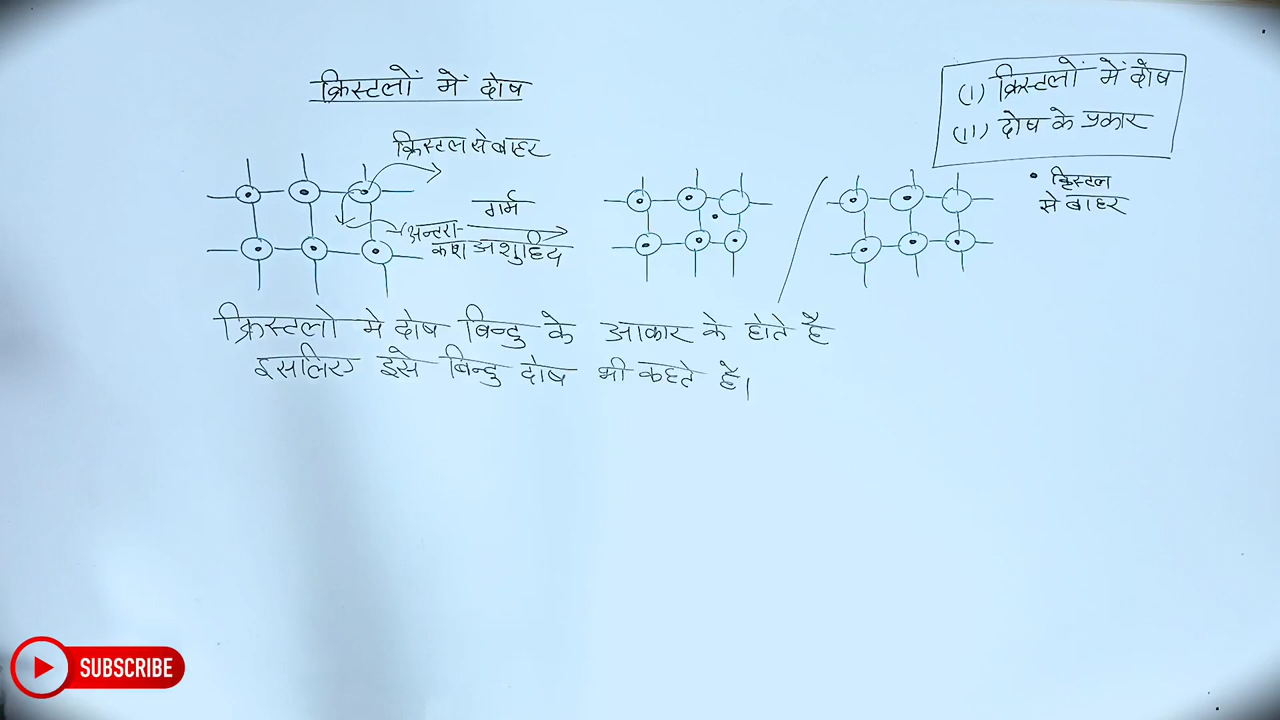 क्रिस्टलों में दोष
(I) क्रिस्टलों में दोष
(II) दोष के प्रकार
क्रिस्टल से बाहर
गर्म
अन्तरा-
काश अशुद्दि
क्रिस्टल
से बाहर
क्रिस्टलो मे दोष बिन्दु के आकार के होते है
इसलिए इसे बिन्दु दोष भी कहते है।
SUBSCRIBE